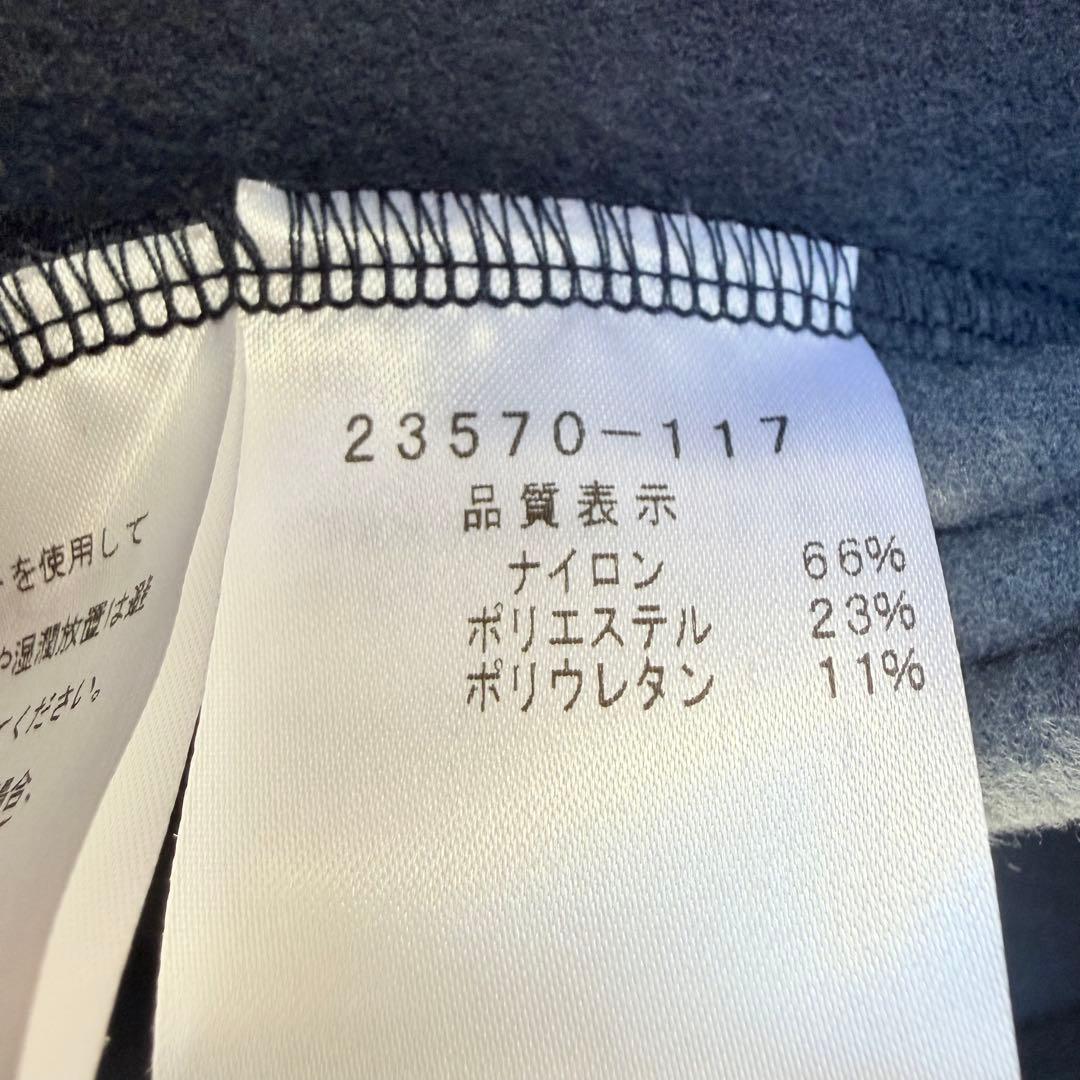 23570-117
品質表示
ナイロン 66%
ポリエステル 23%
ポリウレタン 11%
を使用して
湿潤放置は避
ください。
場合、